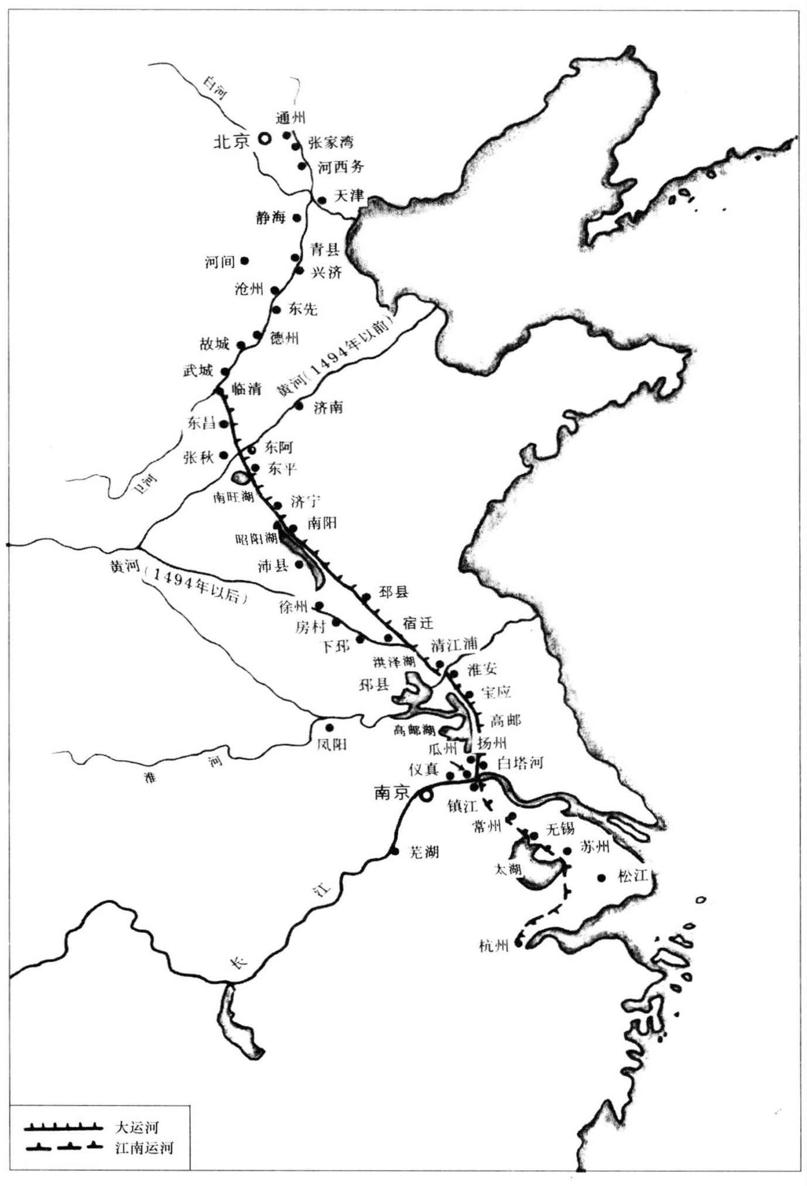 白河
通州
北京
张家湾
河西务
天津
静海
青县
河间
兴济
沧州
东先
德州
故城
黄河(1494年以前)
武城
临清
济南
东昌
东阿
张秋
东平
卫河
南旺湖
济宁
南阳
昭阳湖
黄河(1494年以后)
沛县
邳县
徐州
房村
宿迁
下邳
清江浦
洪泽湖
淮安
邳县
宝应
高邮
高邮湖
凤阳
瓜州
扬州
淮河
仪真
白塔河
南京
镇江
常州
无锡
苏州
芜湖
太湖
松江
长江
杭州
大运河
江南运河